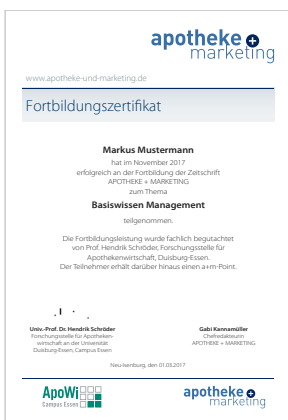 apotheke +
marketing
www.apotheke-und-marketing.de
Fortbildungszertifikat
Markus Mustermann
hat im November 2017
erfolgreich an der Fortbildung der Zeitschrift
APOTHEKE + MARKETING
zum Thema
Basiswissen Management
teilgenommen.
Die Fortbildungsleistung wurde fachlich begutachtet
von Prof. Hendrik Schröder, Forschungsstelle für
Apothekenwirtschaft, Duisburg-Essen.
Der Teilnehmer erhält darüber hinaus einen a+m-Point.
Univ.-Prof. Dr. Hendrik Schröder
Forschungsstelle für Apotheken-
wirtschaft an der Universität
Duisburg-Essen, Campus Essen
Gabi Kannamüller
Chefredakteurin
APOTHEKE + MARKETING
Neu-Isenburg, den 01.03.2017
ApoWi
Campus Essen
apotheke +
marketing